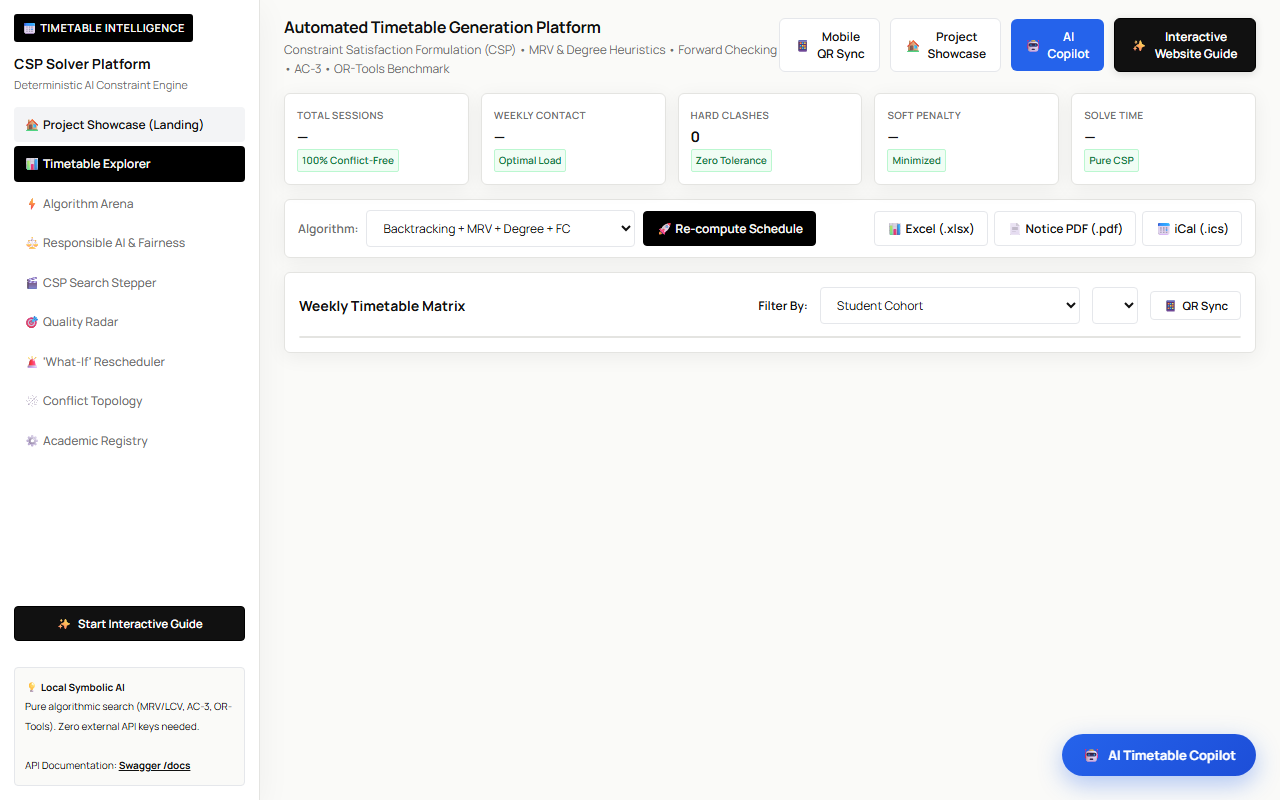 TIMETABLE INTELLIGENCE
CSP Solver Platform
Deterministic AI Constraint Engine
Project Showcase (Landing)
Timetable Explorer
Algorithm Arena
Responsible AI & Fairness
CSP Search Stepper
Quality Radar
'What-If' Rescheduler
Conflict Topology
Academic Registry
Start Interactive Guide
Local Symbolic AI
Pure algorithmic search (MRV/LCV, AC-3, OR-
Tools). Zero external API keys needed.
API Documentation: Swagger /docs
Automated Timetable Generation Platform
Constraint Satisfaction Formulation (CSP) • MRV & Degree Heuristics • Forward Checking
• AC-3 • OR-Tools Benchmark
Mobile
QR Sync
Project
Showcase
AI
Copilot
Interactive
Website Guide
TOTAL SESSIONS
—
100% Conflict-Free
WEEKLY CONTACT
—
Optimal Load
HARD CLASHES
0
Zero Tolerance
SOFT PENALTY
—
Minimized
SOLVE TIME
—
Pure CSP
Algorithm: Backtracking + MRV + Degree + FC Re-compute Schedule Excel (.xlsx) Notice PDF (.pdf) iCal (.ics)
Weekly Timetable Matrix Filter By: Student Cohort QR Sync
AI Timetable Copilot